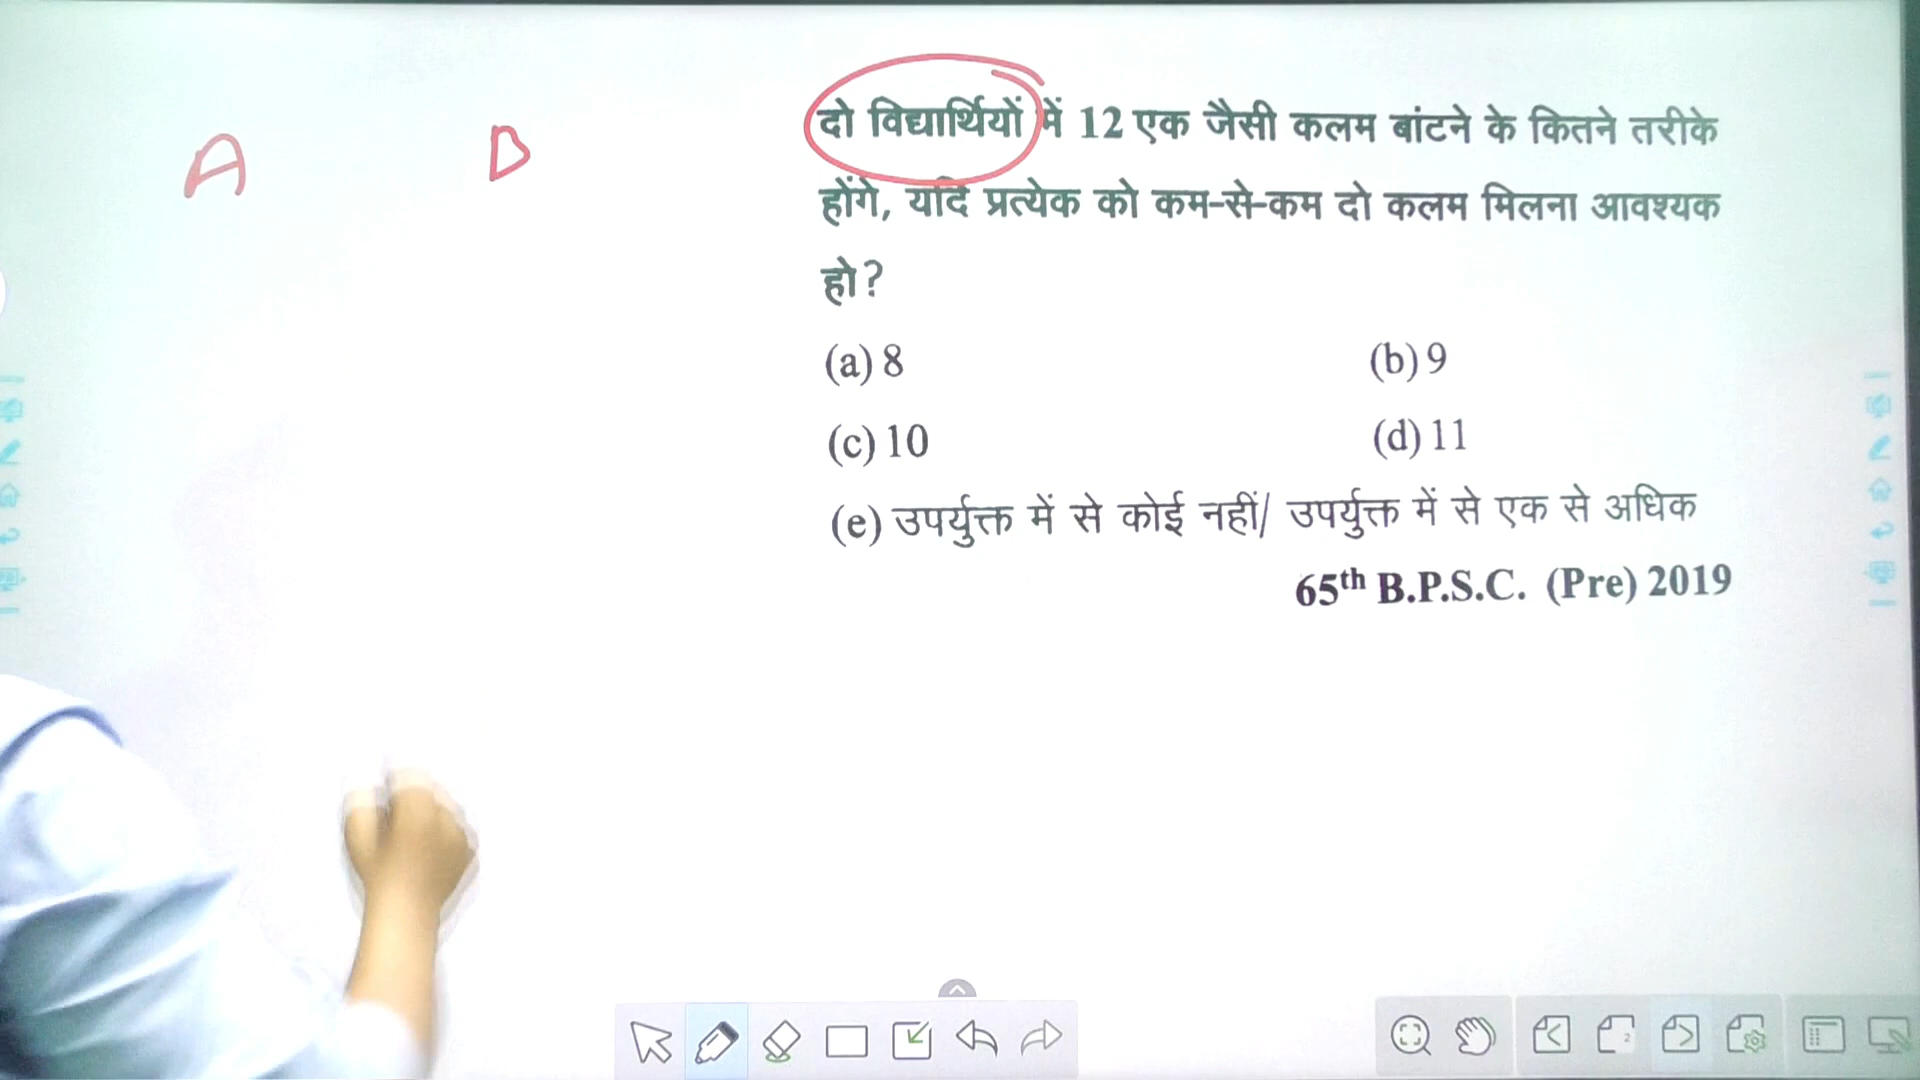 A B
दो विद्यार्थियों में 12 एक जैसी कलम बांटने के कितने तरीके
होंगे, यदि प्रत्येक को कम-से-कम दो कलम मिलना आवश्यक
हो?
(a) 8 (b) 9
(c) 10 (d) 11
(e) उपर्युक्त में से कोई नहीं/ उपर्युक्त में से एक से अधिक
65th B.P.S.C. (Pre) 2019